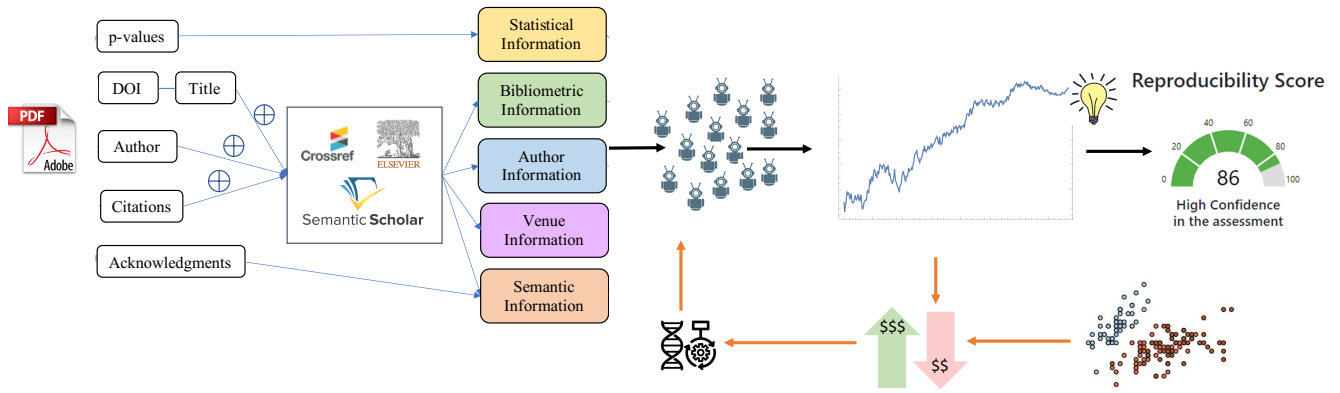 PDF
Adobe
p-values
DOI
Title
Author
Citations
Acknowledgments
Crossref
ELSEVIER
Semantic Scholar
Statistical
Information
Bibliometric
Information
Author
Information
Venue
Information
Semantic
Information
$$$
$$
Reproducibility Score
0
20
40
60
80
100
86
High Confidence
in the assessment